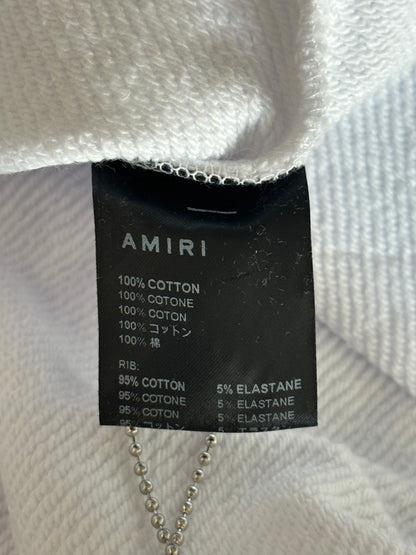 AMIRI
100% COTTON
100% COTONE
100% COTON
100% コットン
100% 棉
RIB:
95% COTTON 5% ELASTANE
95% COTONE 5% ELASTANE
95% COTON 5% ELASTANE